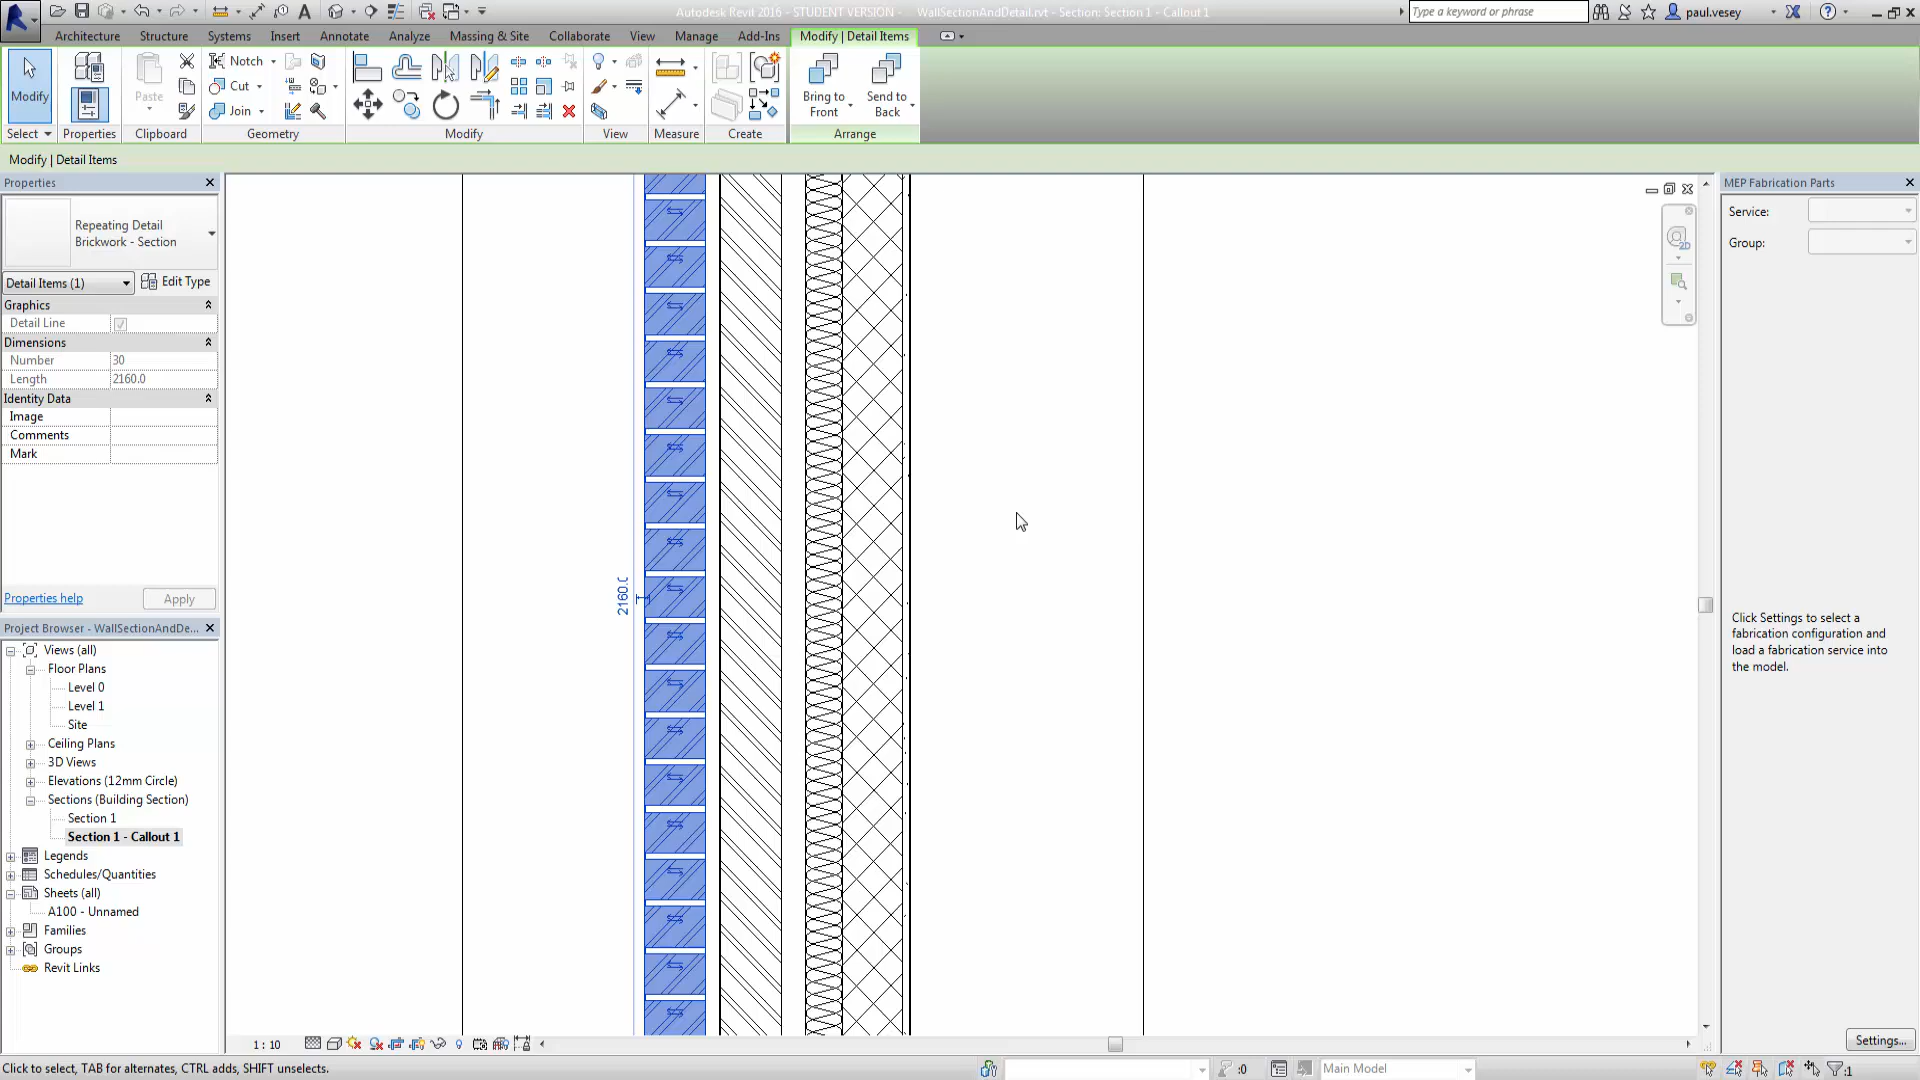 Autodesk Revit 2016 - STUDENT VERSION - WallSectionAndDetail.rvt - Section: Section 1 - Callout 1
Type a keyword or phrase
paul.vesey
Architecture Structure Systems Insert Annotate Analyze Massing & Site Collaborate View Manage Add-Ins Modify | Detail Items
Modify
Properties
Paste
Notch
Cut
Join
Bring to Front
Send to Back
Select Properties Clipboard Geometry Modify View Measure Create Arrange
Modify | Detail Items
Properties
Repeating Detail
Brickwork - Section
Detail Items (1)
Edit Type
Graphics
Detail Line
Dimensions
Number 30
Length 2160.0
Identity Data
Image
Comments
Mark
Properties help
Apply
Project Browser - WallSectionAndDe...
Views (all)
Floor Plans
Level 0
Level 1
Site
Ceiling Plans
3D Views
Elevations (12mm Circle)
Sections (Building Section)
Section 1
Section 1 - Callout 1
Legends
Schedules/Quantities
Sheets (all)
A100 - Unnamed
Families
Groups
Revit Links
2160.0
2D
MEP Fabrication Parts
Service:
Group:
Click Settings to select a
fabrication configuration and
load a fabrication service into
the model.
Settings...
1 : 10
Click to select, TAB for alternates, CTRL adds, SHIFT unselects.
:0
Main Model
:1